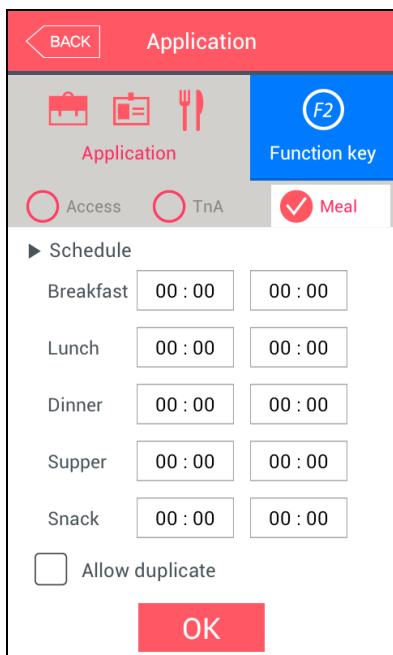 BACK Application
F2
Application Function key
Access TnA Meal
Schedule
Breakfast 00 : 00 00 : 00
Lunch 00 : 00 00 : 00
Dinner 00 : 00 00 : 00
Supper 00 : 00 00 : 00
Snack 00 : 00 00 : 00
Allow duplicate
OK